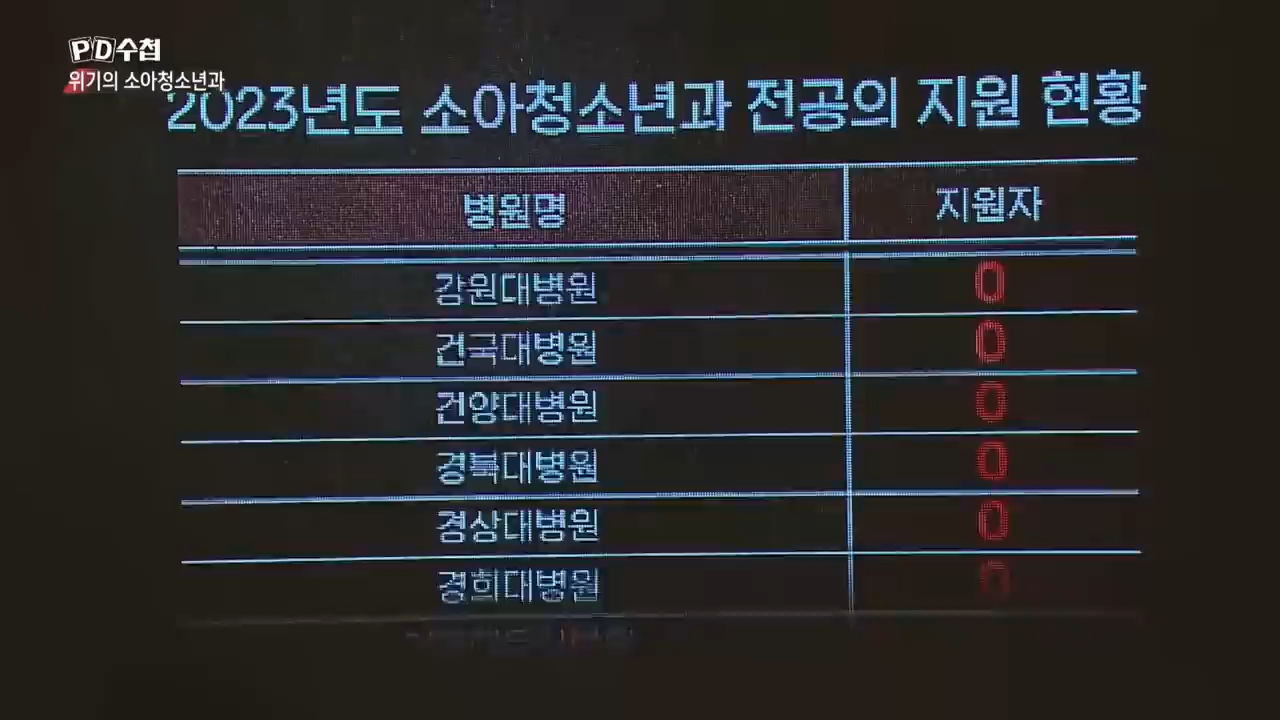 PD수첩
위기의 소아청소년과
2023년도 소아청소년과 전공의 지원 현황
병원명 지원자
강원대병원 0
건국대병원 0
건양대병원 0
경북대병원 0
경상대병원 0
경희대병원 0